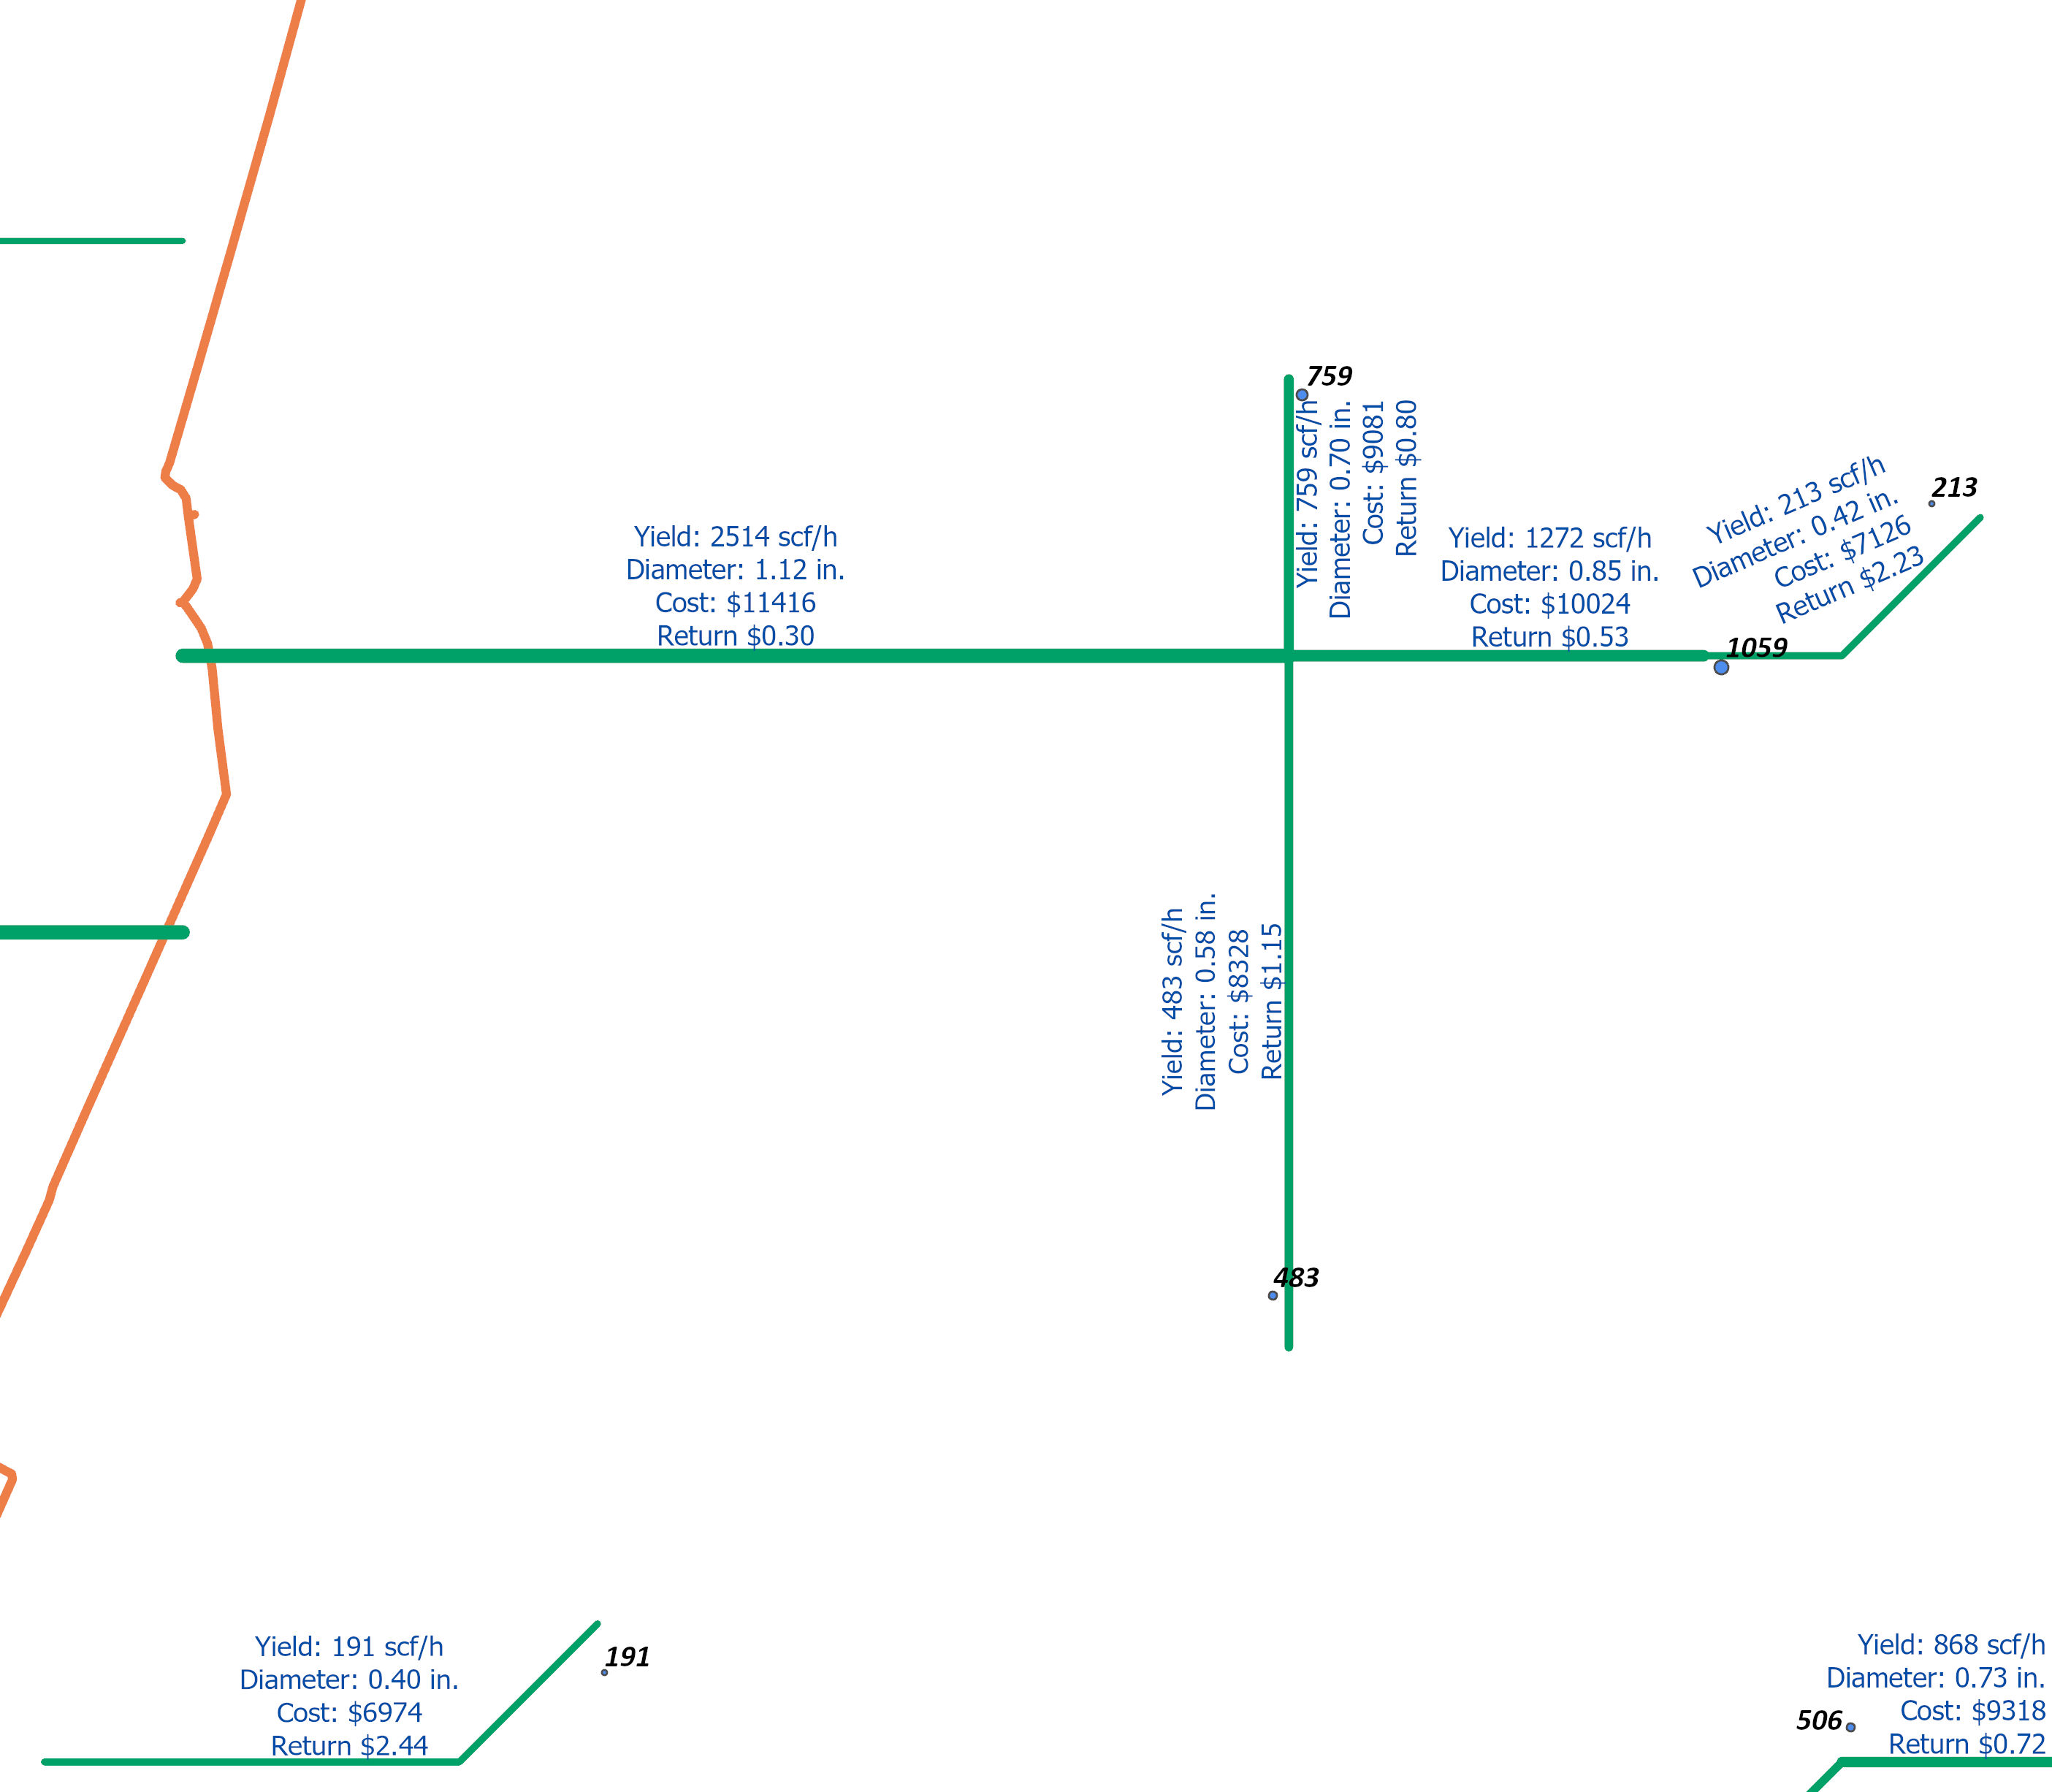 759
Yield: 759 scf/h
Diameter: 0.70 in.
Cost: $9081
Return $0.80
213
Yield: 213 scf/h
Diameter: 0.42 in.
Cost: $7126
Return $2.23
Yield: 2514 scf/h
Diameter: 1.12 in.
Cost: $11416
Return $0.30
Yield: 1272 scf/h
Diameter: 0.85 in.
Cost: $10024
Return $0.53
1059
Yield: 483 scf/h
Diameter: 0.58 in.
Cost: $8328
Return $1.15
483
Yield: 191 scf/h
Diameter: 0.40 in.
Cost: $6974
Return $2.44
191
Yield: 868 scf/h
Diameter: 0.73 in.
Cost: $9318
Return $0.72
506